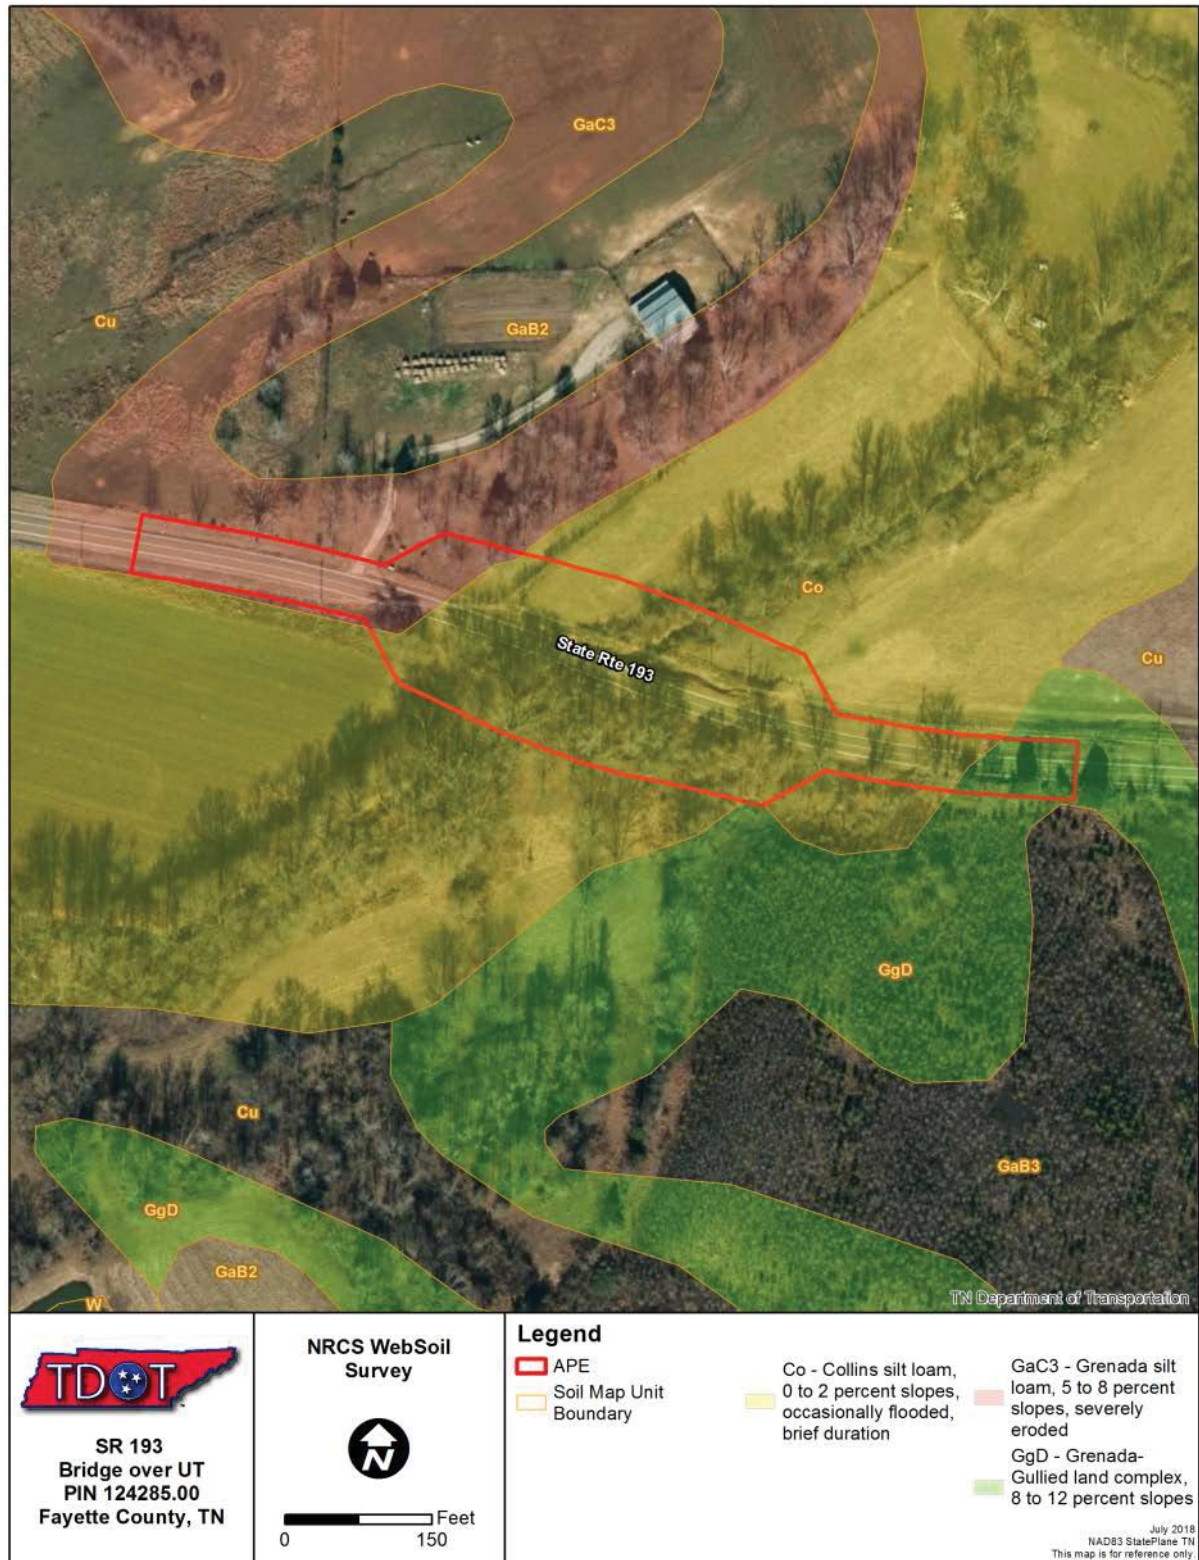 GaC3
Cu
GaB2
Co
State Rte 193
Cu
GgD
Cu
GaB3
GgD
GaB2
W
TN Department of Transportation
TDOT
SR 193
Bridge over UT
PIN 124285.00
Fayette County, TN
NRCS WebSoil
Survey
N
Feet
0 150
Legend
APE
Soil Map Unit
Boundary
Co - Collins silt loam,
0 to 2 percent slopes,
occasionally flooded,
brief duration
GaC3 - Grenada silt
loam, 5 to 8 percent
slopes, severely
eroded
GgD - Grenada-
Gullied land complex,
8 to 12 percent slopes
July 2018
NAD83 StatePlane TN
This map is for reference only.